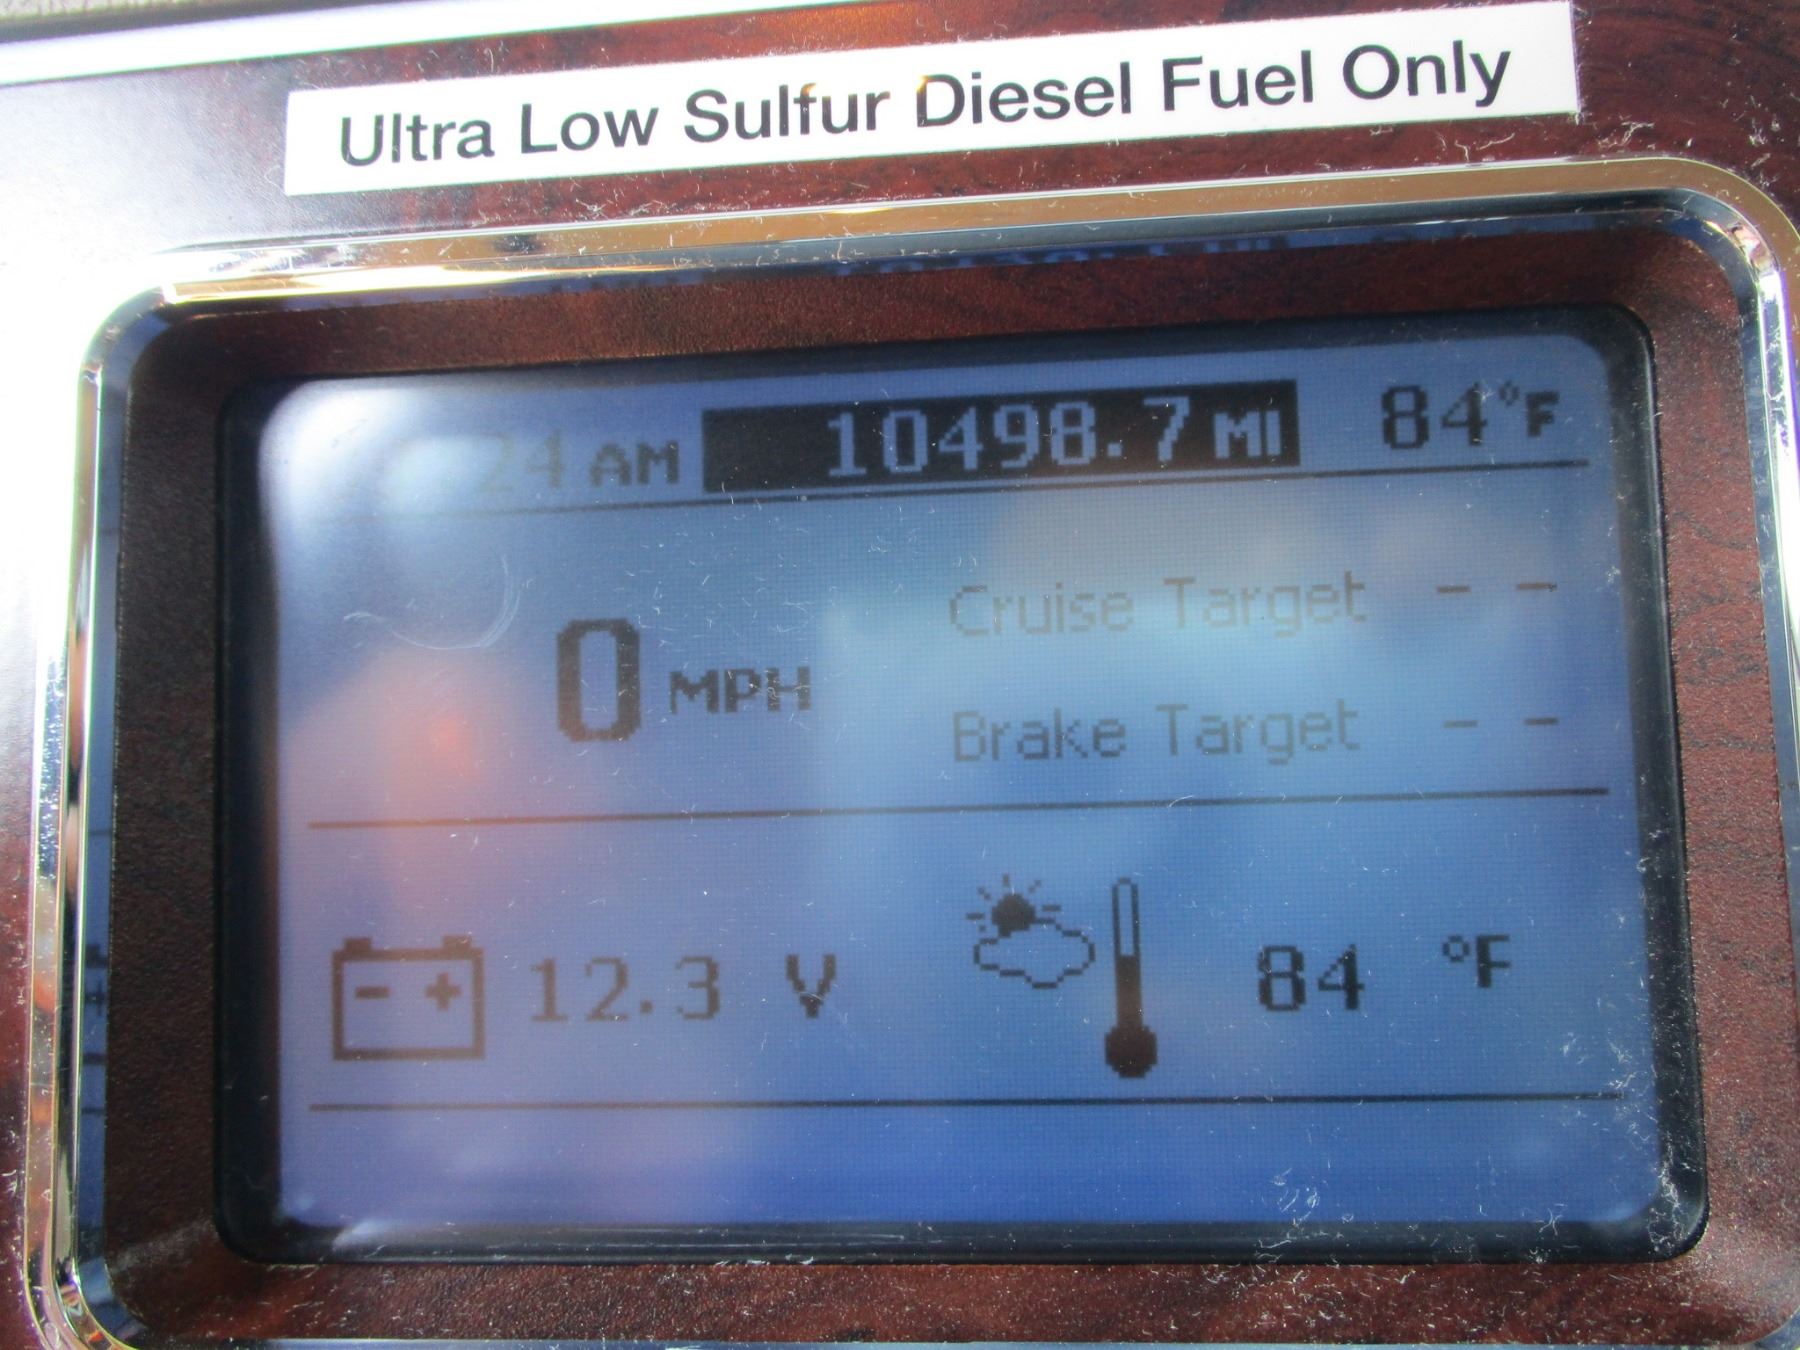 Ultra Low Sulfur Diesel Fuel Only
24 AM 10498.7 MI 84°F
0 MPH
Cruise Target - -
Brake Target - -
- + 12.3 V 84 °F